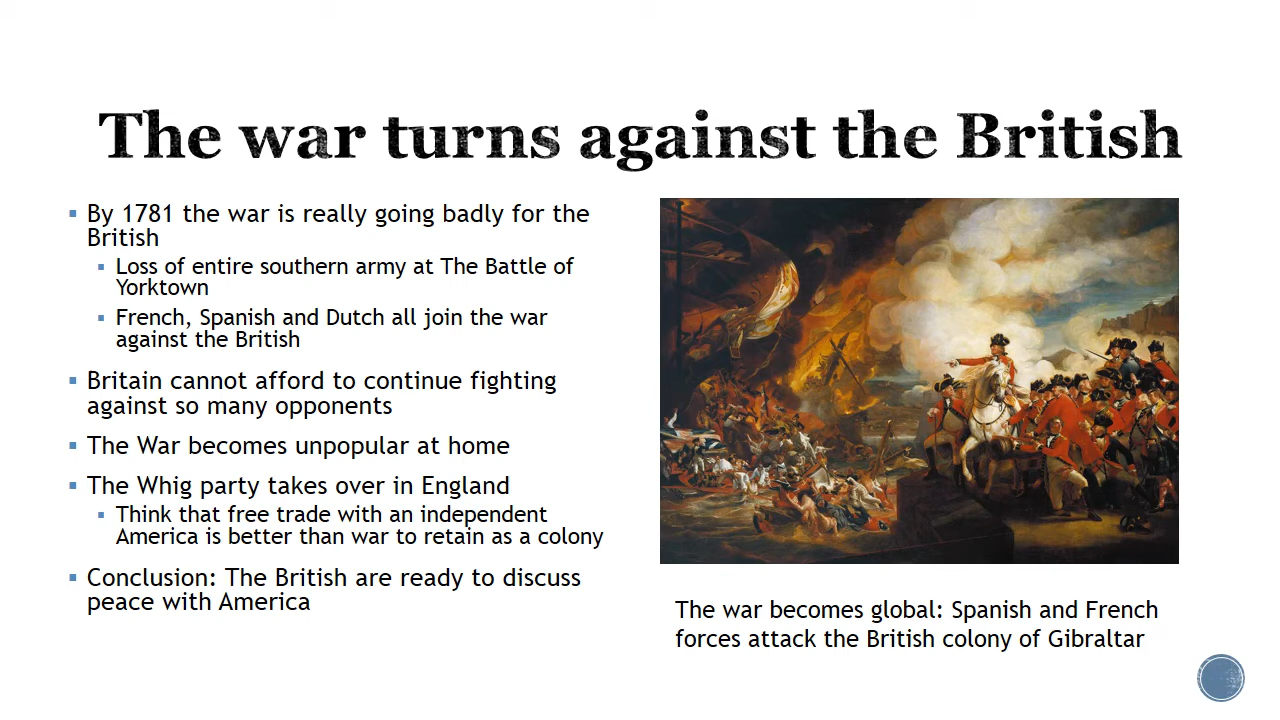 The war turns against the British
By 1781 the war is really going badly for the
British
Loss of entire southern army at The Battle of
Yorktown
French, Spanish and Dutch all join the war
against the British
Britain cannot afford to continue fighting
against so many opponents
The War becomes unpopular at home
The Whig party takes over in England
Think that free trade with an independent
America is better than war to retain as a colony
Conclusion: The British are ready to discuss
peace with America
The war becomes global: Spanish and French
forces attack the British colony of Gibraltar